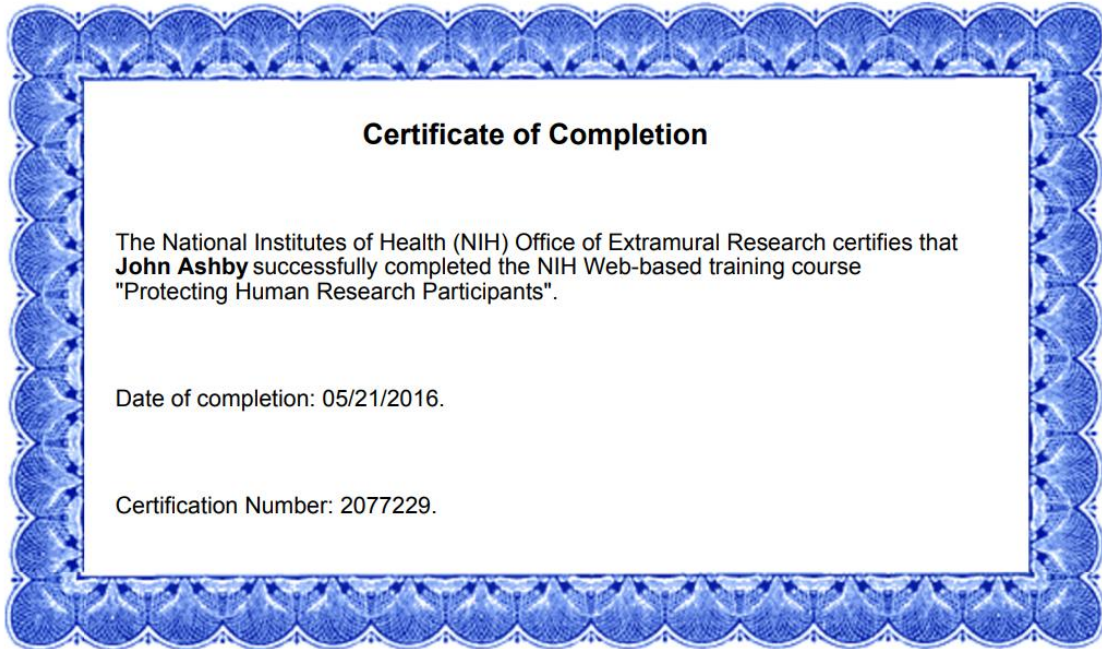 Certificate of Completion
The National Institutes of Health (NIH) Office of Extramural Research certifies that
John Ashby successfully completed the NIH Web-based training course
"Protecting Human Research Participants".
Date of completion: 05/21/2016.
Certification Number: 2077229.